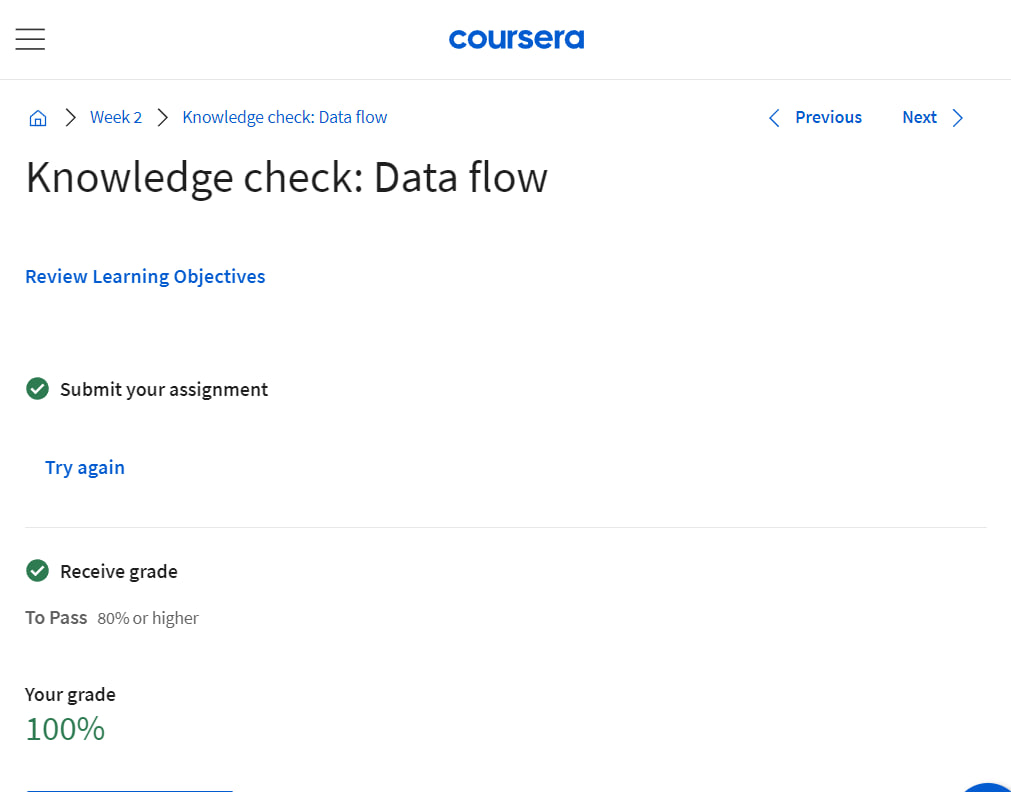 coursera
Week 2 Knowledge check: Data flow Previous Next
Knowledge check: Data flow
Review Learning Objectives
Submit your assignment
Try again
Receive grade
To Pass 80% or higher
Your grade
100%